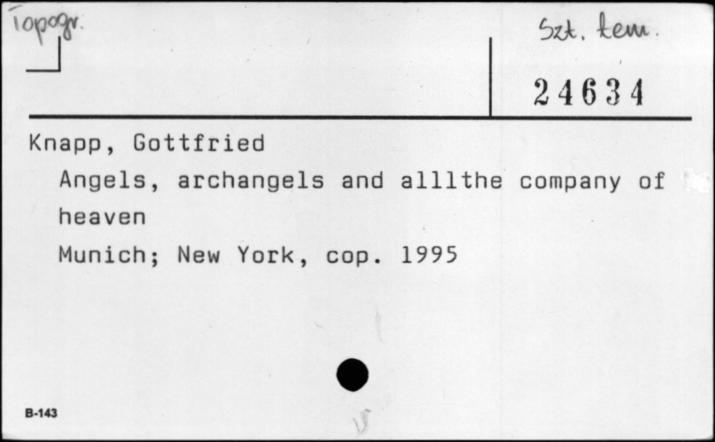 Topogr.
Szt. tem.
24634
Knapp, Gottfried
Angels, archangels and alllthe company of
heaven
Munich; New York, cop. 1995
B-143